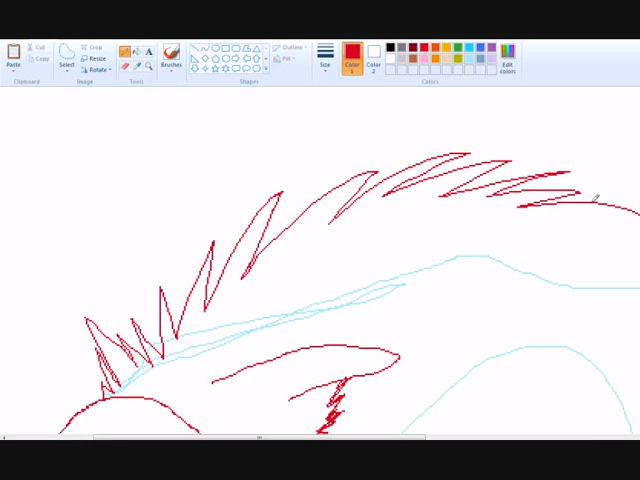 Cut
Copy
Paste
Clipboard
Crop
Resize
Rotate
Select
Image
A
Tools
Brushes
Outline
Fill
Shapes
Size
Color 1
Color 2
Edit colors
Colors